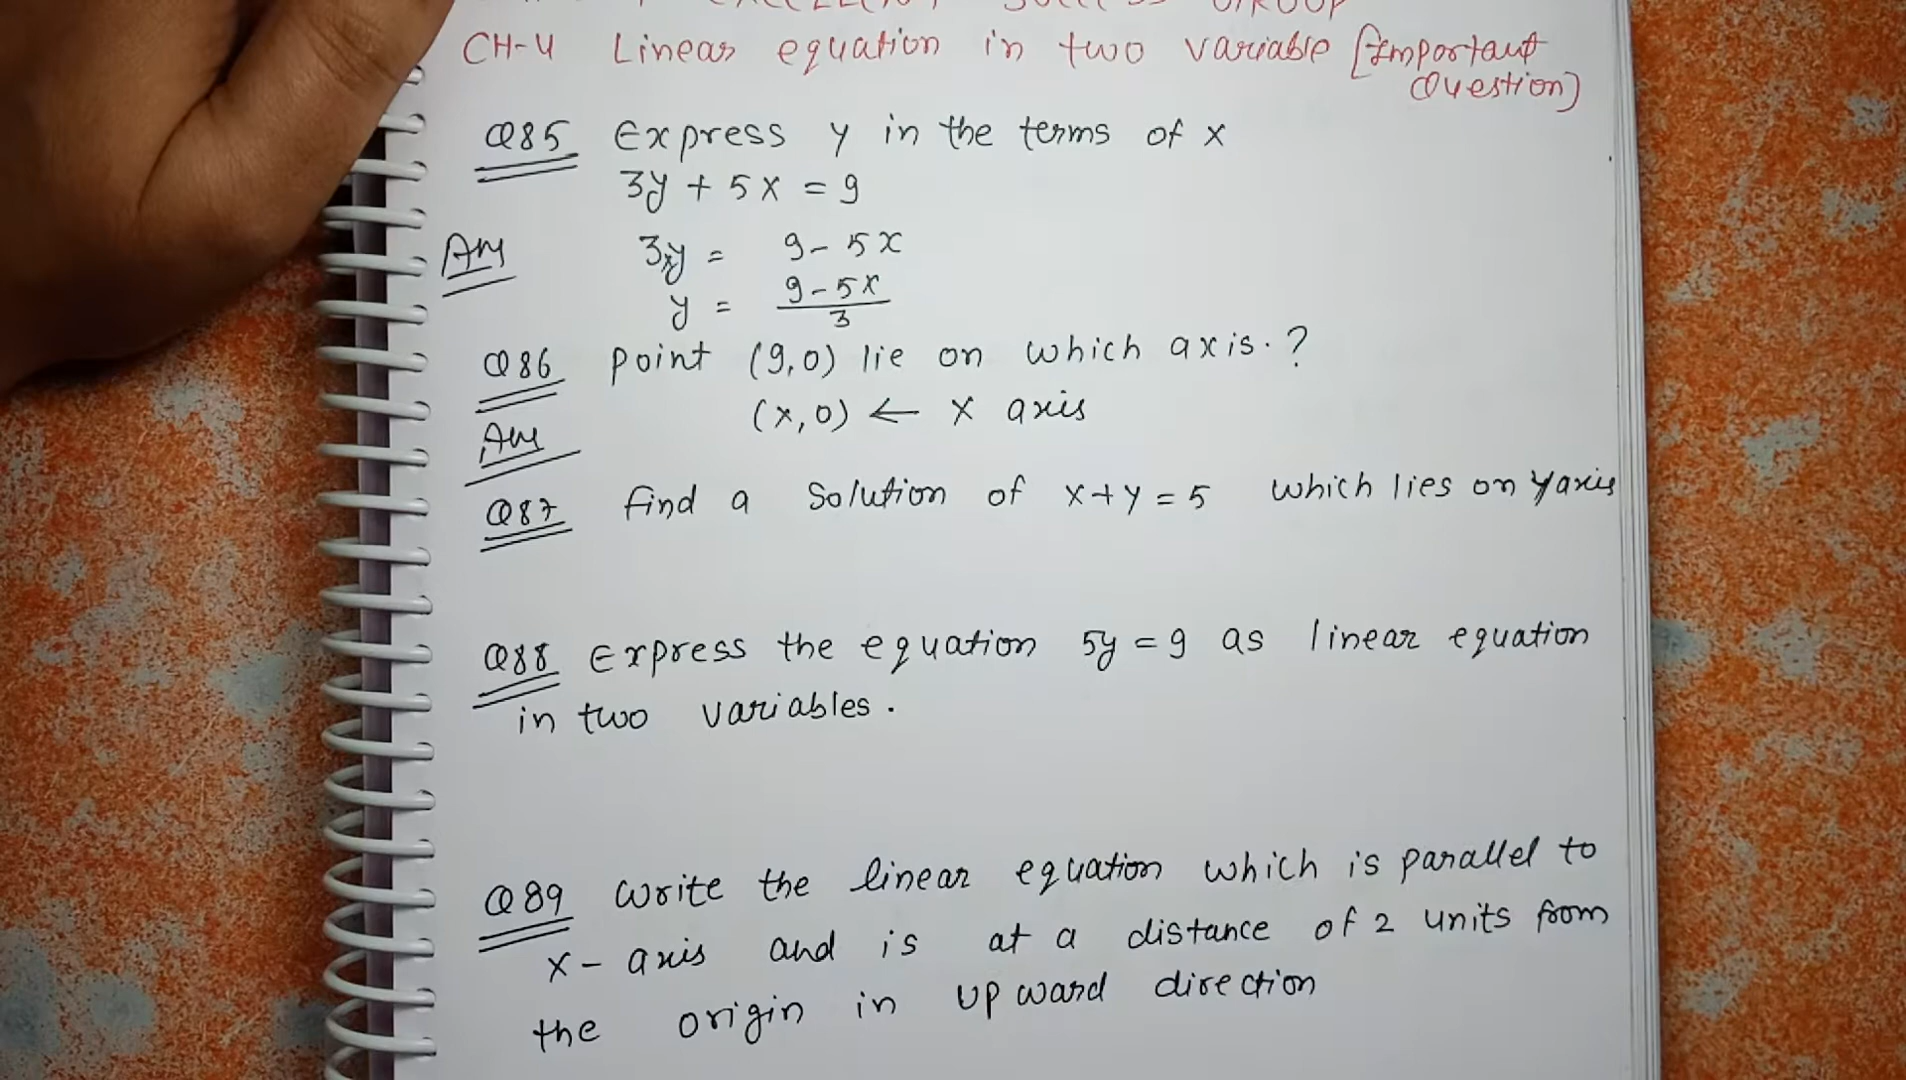 CH-4 Linear equation in two variable [Important
Question]
Q85 Express y in the terms of x
3y + 5x = 9
Ans 3y = 9 - 5x
y = 9 - 5x / 3
Q86 point (9,0) lie on which axis.?
(x,0) ← x axis
Ans
Q87 find a Solution of x+y = 5 which lies on y axis
Q88 Express the equation 5y = 9 as linear equation
in two variables.
Q89 write the linear equation which is parallel to
x - axis and is at a distance of 2 units from
the origin in upward direction